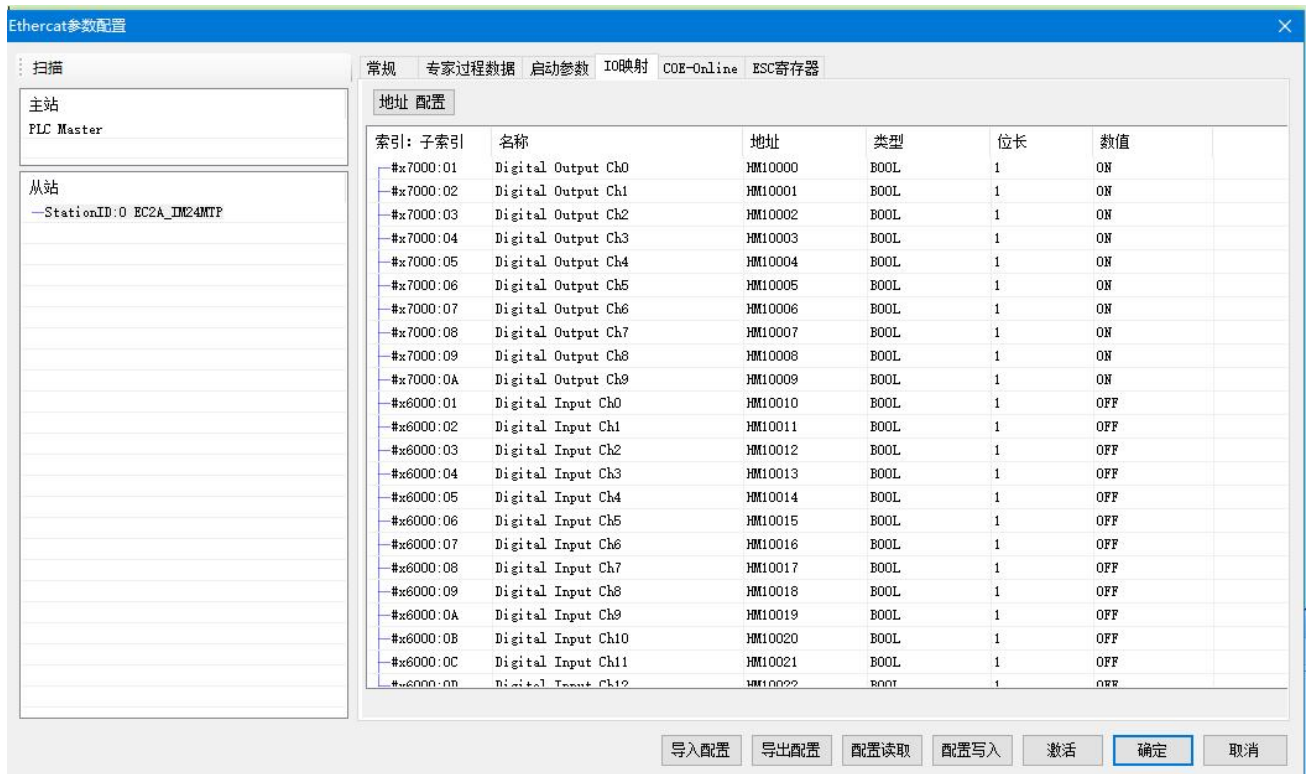 Ethercat参数配置
扫描
主站
PLC Master
从站
StationID:0 EC2A_IM24MTP
常规 专家过程数据 启动参数 IO映射 COE-Online ESC寄存器
地址 配置
索引: 子索引 名称 地址 类型 位长 数值
#x7000:01 Digital Output Ch0 HM10000 BOOL 1 ON
#x7000:02 Digital Output Ch1 HM10001 BOOL 1 ON
#x7000:03 Digital Output Ch2 HM10002 BOOL 1 ON
#x7000:04 Digital Output Ch3 HM10003 BOOL 1 ON
#x7000:05 Digital Output Ch4 HM10004 BOOL 1 ON
#x7000:06 Digital Output Ch5 HM10005 BOOL 1 ON
#x7000:07 Digital Output Ch6 HM10006 BOOL 1 ON
#x7000:08 Digital Output Ch7 HM10007 BOOL 1 ON
#x7000:09 Digital Output Ch8 HM10008 BOOL 1 ON
#x7000:0A Digital Output Ch9 HM10009 BOOL 1 ON
#x6000:01 Digital Input Ch0 HM10010 BOOL 1 OFF
#x6000:02 Digital Input Ch1 HM10011 BOOL 1 OFF
#x6000:03 Digital Input Ch2 HM10012 BOOL 1 OFF
#x6000:04 Digital Input Ch3 HM10013 BOOL 1 OFF
#x6000:05 Digital Input Ch4 HM10014 BOOL 1 OFF
#x6000:06 Digital Input Ch5 HM10015 BOOL 1 OFF
#x6000:07 Digital Input Ch6 HM10016 BOOL 1 OFF
#x6000:08 Digital Input Ch7 HM10017 BOOL 1 OFF
#x6000:09 Digital Input Ch8 HM10018 BOOL 1 OFF
#x6000:0A Digital Input Ch9 HM10019 BOOL 1 OFF
#x6000:0B Digital Input Ch10 HM10020 BOOL 1 OFF
#x6000:0C Digital Input Ch11 HM10021 BOOL 1 OFF
#x6000:0D Digital Input Ch12 HM10022 BOOL 1 OFF
导入配置 导出配置 配置读取 配置写入 激活 确定 取消